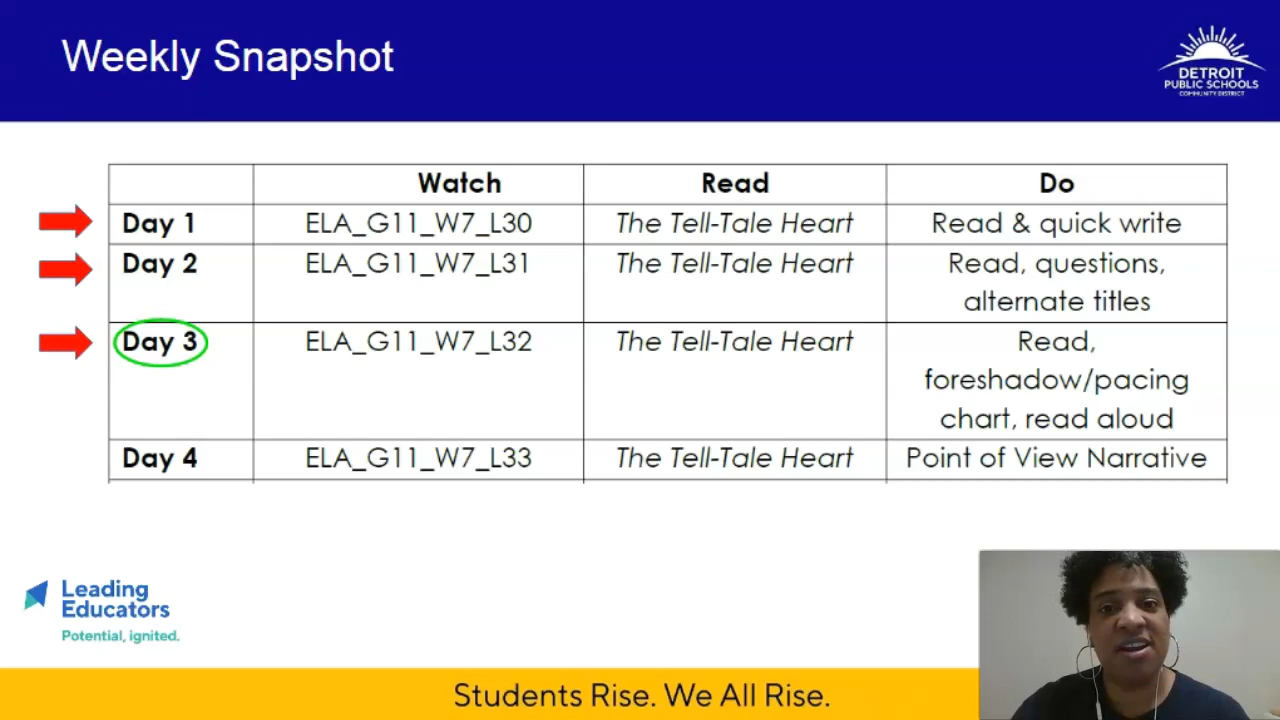 Weekly Snapshot
DETROIT
PUBLIC SCHOOLS
COMMUNITY DISTRICT
Watch Read Do
Day 1 ELA_G11_W7_L30 The Tell-Tale Heart Read & quick write
Day 2 ELA_G11_W7_L31 The Tell-Tale Heart Read, questions,
alternate titles
Day 3 ELA_G11_W7_L32 The Tell-Tale Heart Read,
foreshadow/pacing
chart, read aloud
Day 4 ELA_G11_W7_L33 The Tell-Tale Heart Point of View Narrative
Leading
Educators
Potential, ignited.
Students Rise. We All Rise.